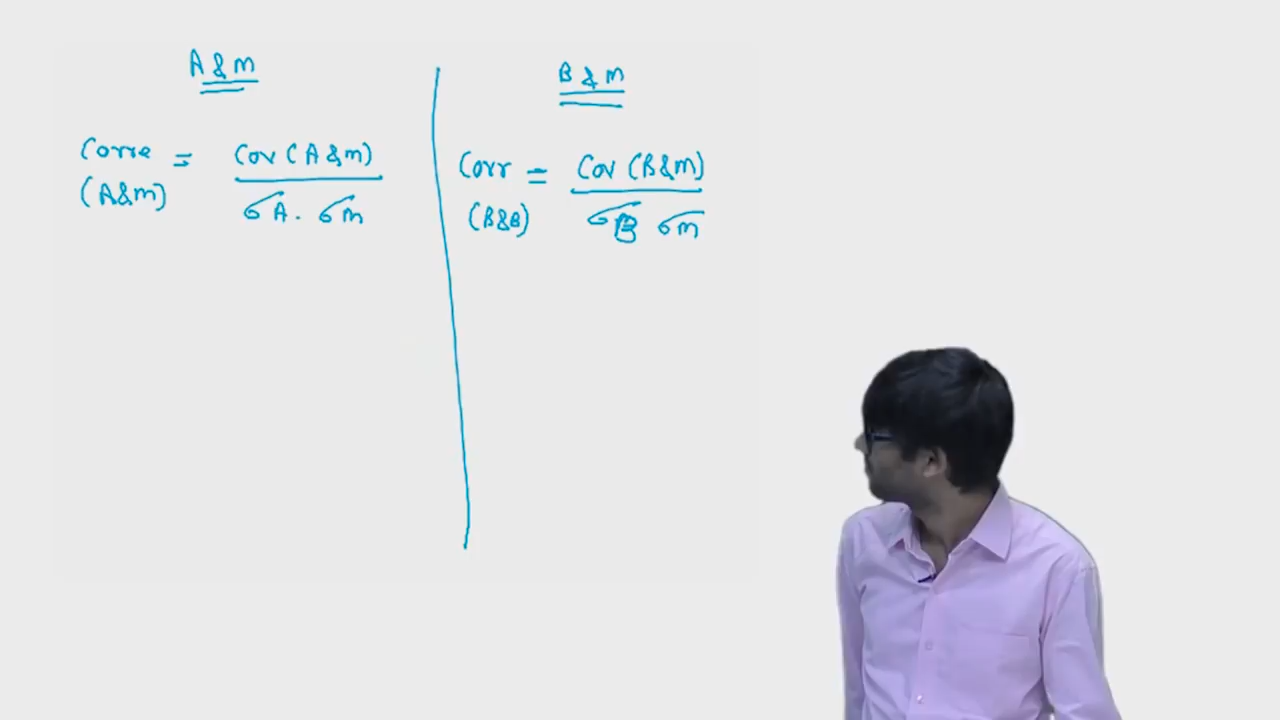 A & m
Corre (A&m) = Cov (A & m) / σA . σm
B & M
Corr (B&B) = Cov (B & M) / σB σm